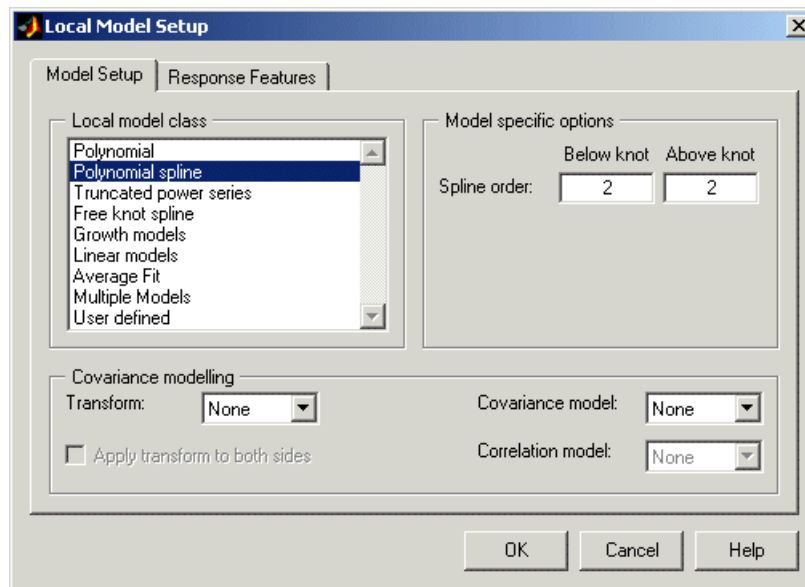 Local Model Setup
Model Setup
Response Features
Local model class
Polynomial
Polynomial spline
Truncated power series
Free knot spline
Growth models
Linear models
Average Fit
Multiple Models
User defined
Model specific options
Below knot Above knot
Spline order: 2 2
Covariance modelling
Transform: None
Covariance model: None
Apply transform to both sides
Correlation model: None
OK Cancel Help